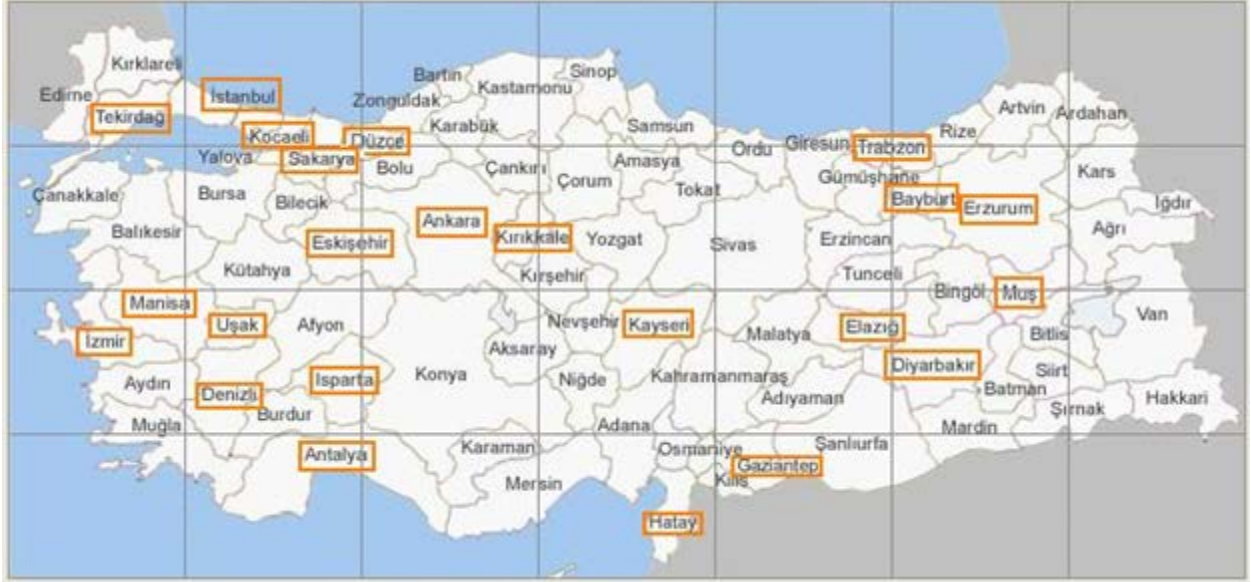 Kırklareli
Edirne
Tekirdağ
İstanbul
Kocaeli
Yalova
Sakarya
Düzçe
Zonguldak
Bartın
Karabük
Kastamonu
Sinop
Samsun
Bolu
Çankırı
Çorum
Amasya
Tokat
Ordu
Giresun
Trabzon
Rize
Artvin
Ardahan
Gümüşhane
Bayburt
Erzurum
Kars
Iğdır
Ağrı
Çanakkale
Bursa
Bilecik
Balıkesir
Eskişehir
Ankara
Kırıkkale
Yozgat
Sivas
Erzincan
Kütahya
Kırşehir
Tunceli
Bingöl
Muş
Manisa
Uşak
Afyon
Nevşehir
Kayseri
Malatya
Elazığ
Bitlis
Van
İzmir
Aksaray
Diyarbakır
Siirt
Aydın
Denizli
Isparta
Konya
Niğde
Kahramanmaraş
Adıyaman
Batman
Şırnak
Hakkari
Muğla
Burdur
Adana
Mardin
Antalya
Karaman
Osmaniye
Şanlıurfa
Gaziantep
Kilis
Mersin
Hatay